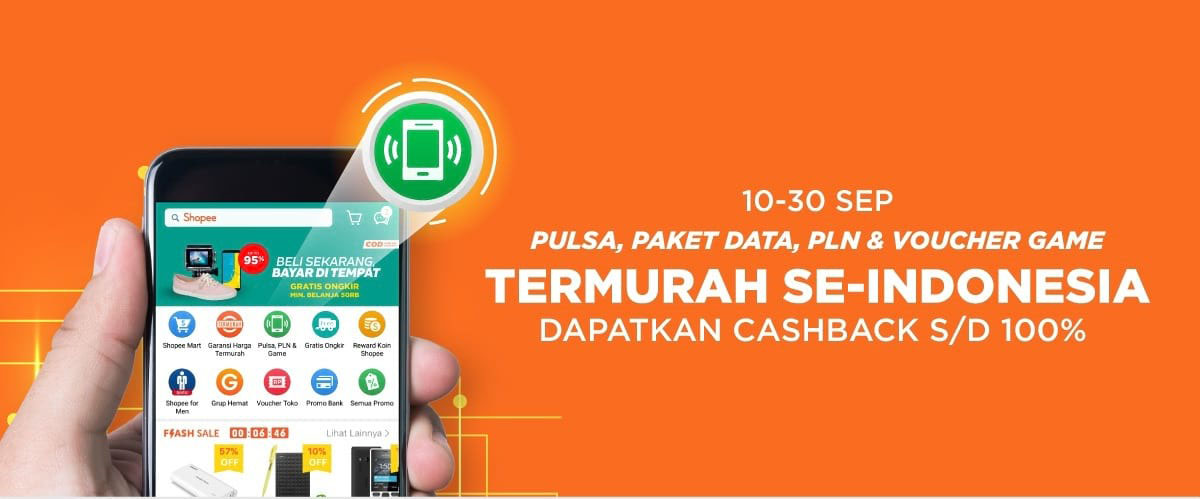 10-30 SEP
PULSA, PAKET DATA, PLN & VOUCHER GAME
TERMURAH SE-INDONESIA
DAPATKAN CASHBACK S/D 100%
Shopee
COD
95%
BELI SEKARANG,
BAYAR DI TEMPAT
GRATIS ONGKIR
MIN. BELANJA 50RB
Shopee Mart
Garansi Harga
Termurah
Pulsa, PLN &
Game
Gratis Ongkir
Reward Koin
Shopee
Shopee for
Men
Grup Hemat
Voucher Toko
Promo Bank
Semua Promo
FLASH SALE 00:06:46 Lihat Lainnya >
57%
OFF
10%
OFF